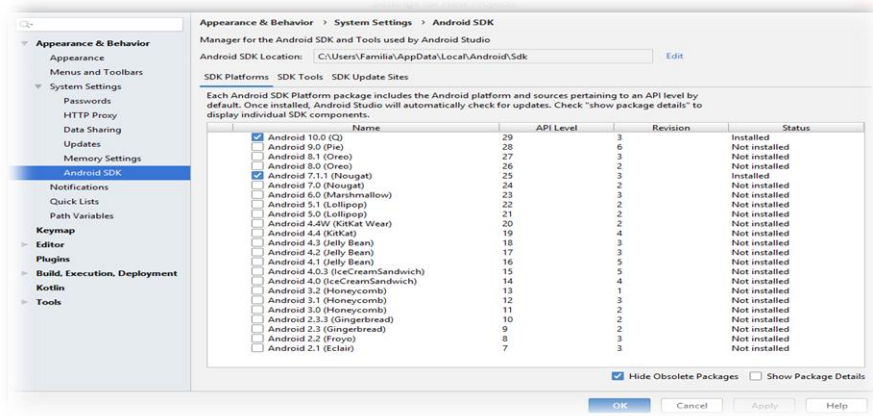 Appearance & Behavior › System Settings › Android SDK
Manager for the Android SDK and Tools used by Android Studio
Android SDK Location: C:\Users\Familia\AppData\Local\Android\Sdk Edit
SDK Platforms SDK Tools SDK Update Sites
Each Android SDK Platform package includes the Android platform and sources pertaining to an API level by
default. Once installed, Android Studio will automatically check for updates. Check "show package details" to
display individual SDK components.
Appearance & Behavior
Appearance
Menus and Toolbars
System Settings
Passwords
HTTP Proxy
Data Sharing
Updates
Memory Settings
Android SDK
Notifications
Quick Lists
Path Variables
Keymap
Editor
Plugins
Build, Execution, Deployment
Kotlin
Tools
Name API Level Revision Status
Android 10.0 (Q) 29 3 Installed
Android 9.0 (Pie) 28 6 Not installed
Android 8.1 (Oreo) 27 3 Not installed
Android 8.0 (Oreo) 26 2 Not installed
Android 7.1.1 (Nougat) 25 3 Installed
Android 7.0 (Nougat) 24 2 Not installed
Android 6.0 (Marshmallow) 23 3 Not installed
Android 5.1 (Lollipop) 22 2 Not installed
Android 5.0 (Lollipop) 21 2 Not installed
Android 4.4W (KitKat Wear) 20 2 Not installed
Android 4.4 (KitKat) 19 4 Not installed
Android 4.3 (Jelly Bean) 18 3 Not installed
Android 4.2 (Jelly Bean) 17 3 Not installed
Android 4.1 (Jelly Bean) 16 5 Not installed
Android 4.0.3 (IceCreamSandwich) 15 5 Not installed
Android 4.0 (IceCreamSandwich) 14 4 Not installed
Android 3.2 (Honeycomb) 13 1 Not installed
Android 3.1 (Honeycomb) 12 3 Not installed
Android 3.0 (Honeycomb) 11 2 Not installed
Android 2.3.3 (Gingerbread) 10 2 Not installed
Android 2.3 (Gingerbread) 9 2 Not installed
Android 2.2 (Froyo) 8 3 Not installed
Android 2.1 (Eclair) 7 3 Not installed
Hide Obsolete Packages Show Package Details
OK Cancel Apply Help